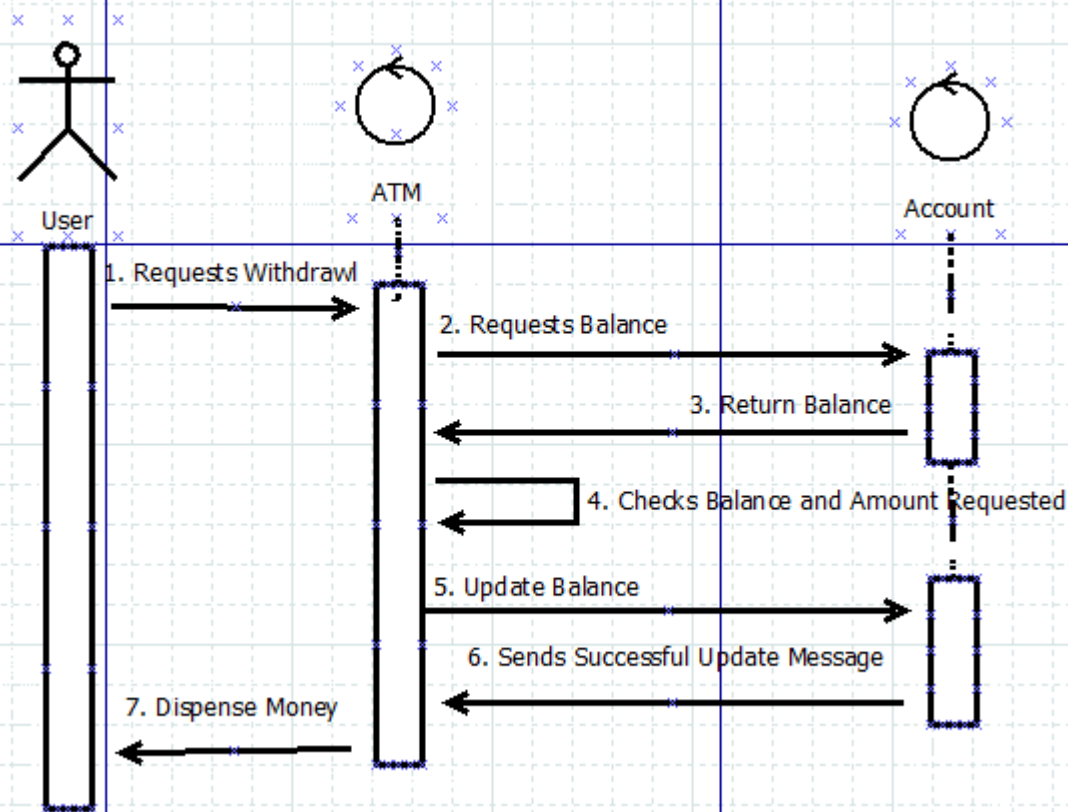 User
ATM
Account
1. Requests Withdrawl
2. Requests Balance
3. Return Balance
4. Checks Balance and Amount Requested
5. Update Balance
6. Sends Successful Update Message
7. Dispense Money